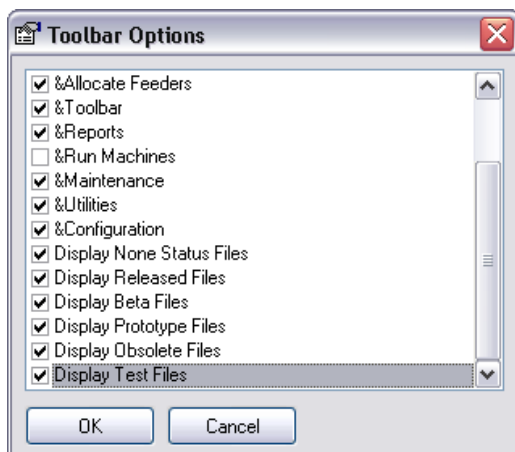 Toolbar Options
&Allocate Feeders
&Toolbar
&Reports
&Run Machines
&Maintenance
&Utilities
&Configuration
Display None Status Files
Display Released Files
Display Beta Files
Display Prototype Files
Display Obsolete Files
Display Test Files
OK Cancel